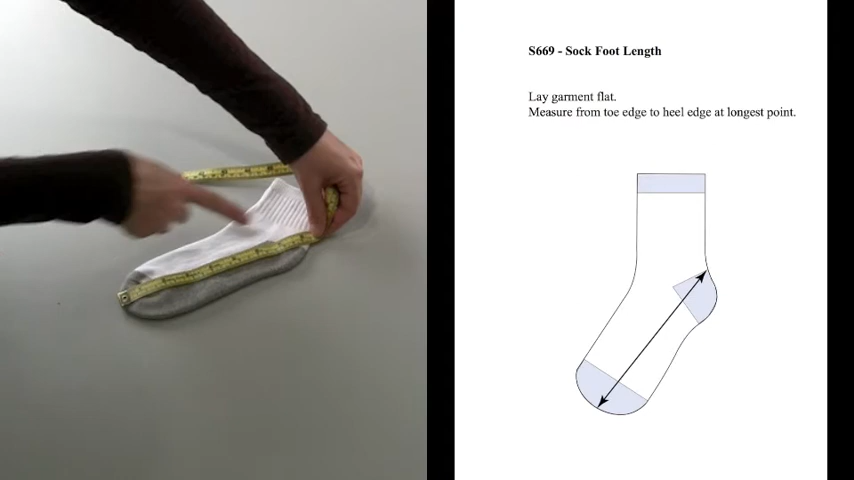 S669 - Sock Foot Length
Lay garment flat.
Measure from toe edge to heel edge at longest point.